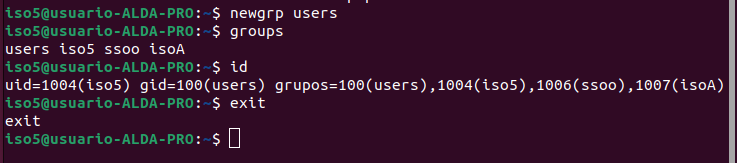 iso5@usuario-ALDA-PRO:~$ newgrp users
iso5@usuario-ALDA-PRO:~$ groups
users iso5 ssoo isoA
iso5@usuario-ALDA-PRO:~$ id
uid=1004(iso5) gid=100(users) grupos=100(users),1004(iso5),1006(ssoo),1007(isoA)
iso5@usuario-ALDA-PRO:~$ exit
exit
iso5@usuario-ALDA-PRO:~$